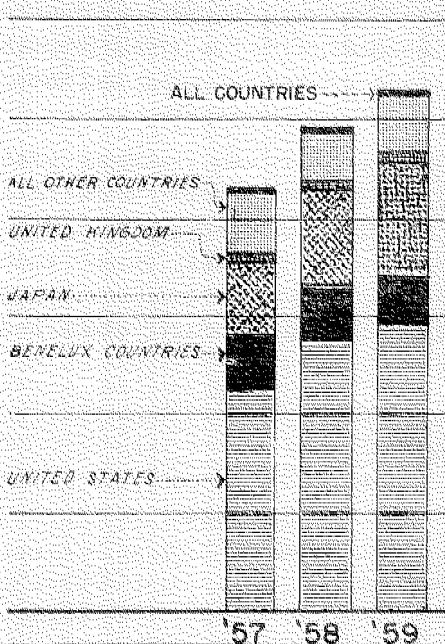 ALL COUNTRIES
ALL OTHER COUNTRIES
UNITED KINGDOM
JAPAN
BENELUX COUNTRIES
UNITED STATES
'57 '58 '59